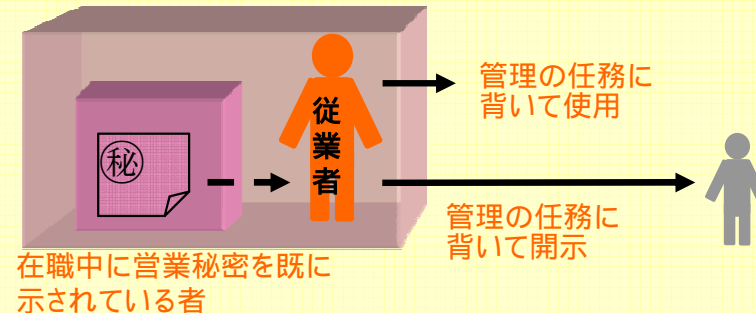 管理の任務に
背いて使用
従業者
㊙
管理の任務に
背いて開示
在職中に営業秘密を既に
示されている者